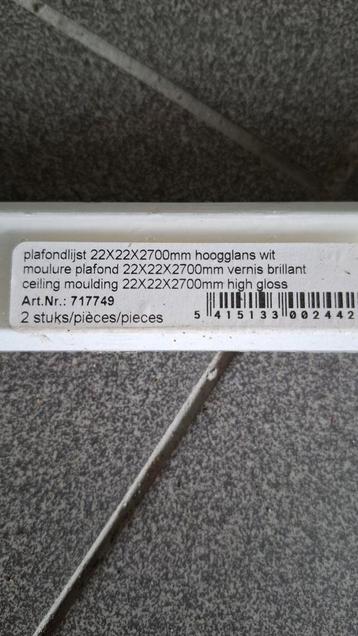 plafondlijst 22X22X2700mm hoogglans wit
moulure plafond 22X22X2700mm vernis brillant
ceiling moulding 22X22X2700mm high gloss
Art.Nr.: 717749
2 stuks/pièces/pieces
5 415133 002442